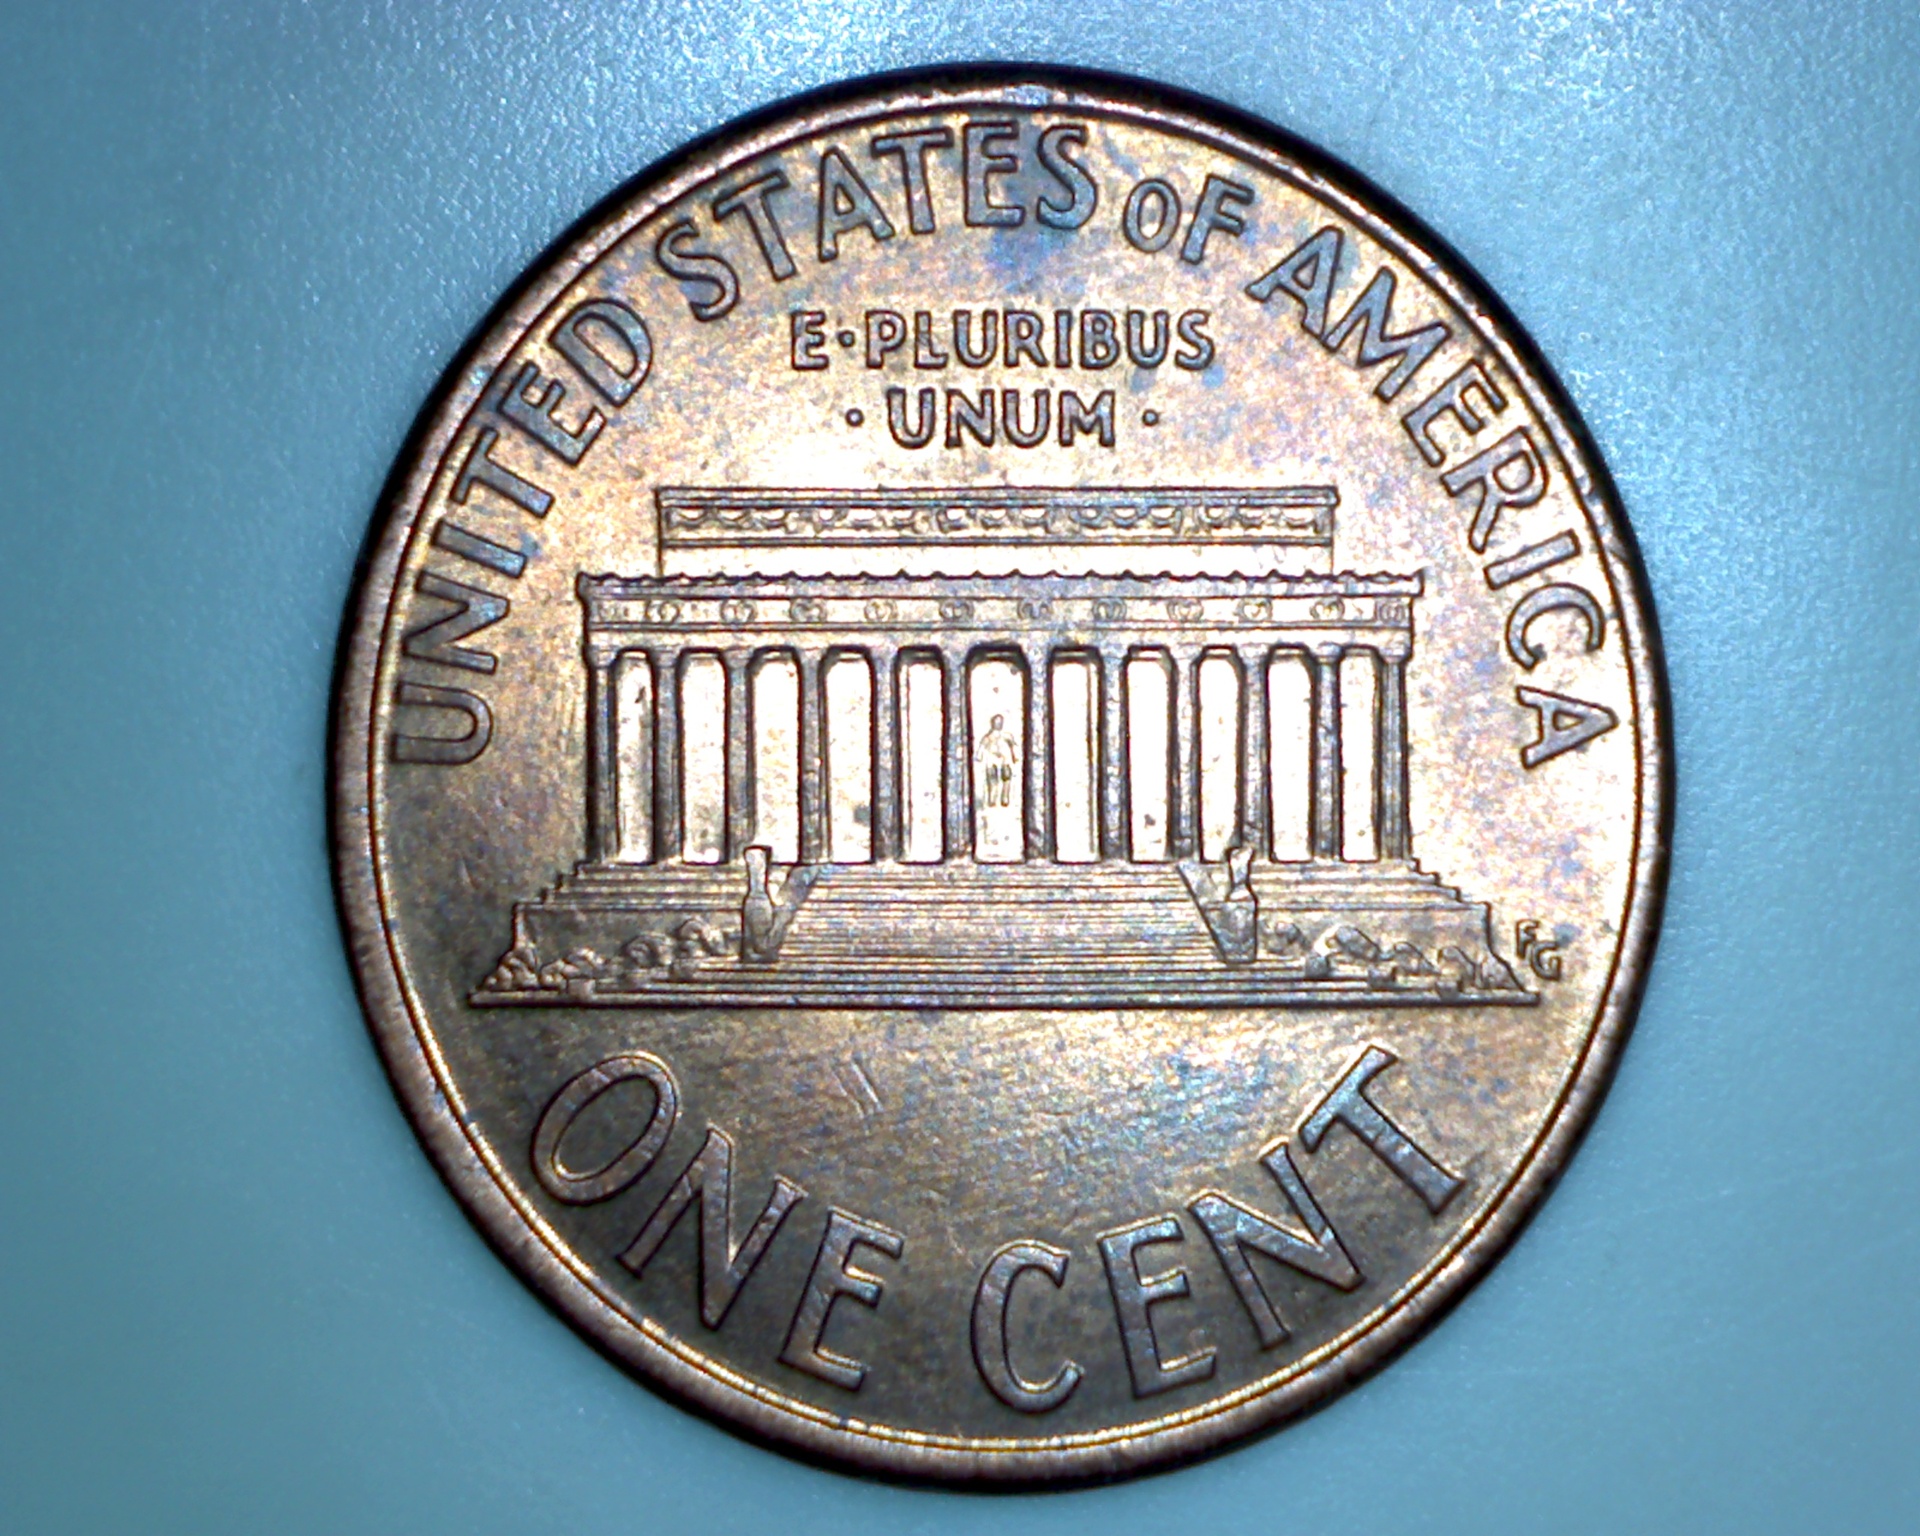 UNITED STATES OF AMERICA
E·PLURIBUS
·UNUM·
FG
ONE CENT